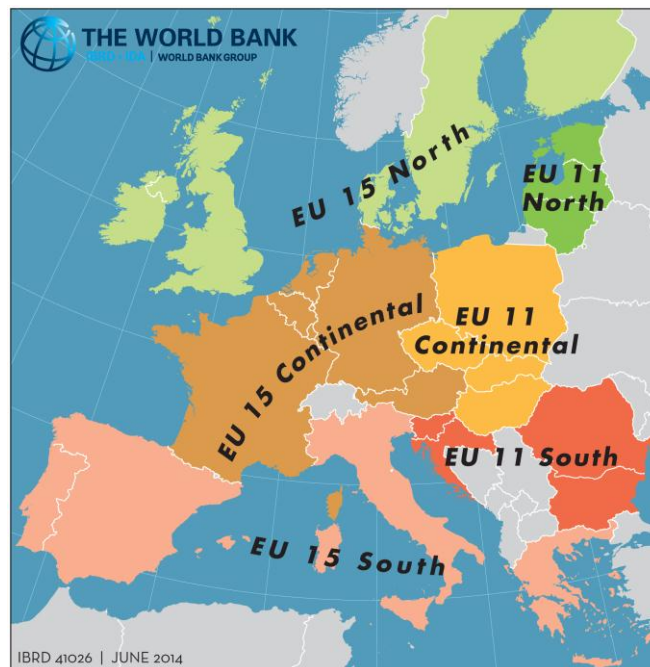 THE WORLD BANK
IBRD • IDA | WORLD BANK GROUP
EU 15 North
EU 11
North
EU 15 Continental
EU 11
Continental
EU 11 South
EU 15 South
IBRD 41026 | JUNE 2014